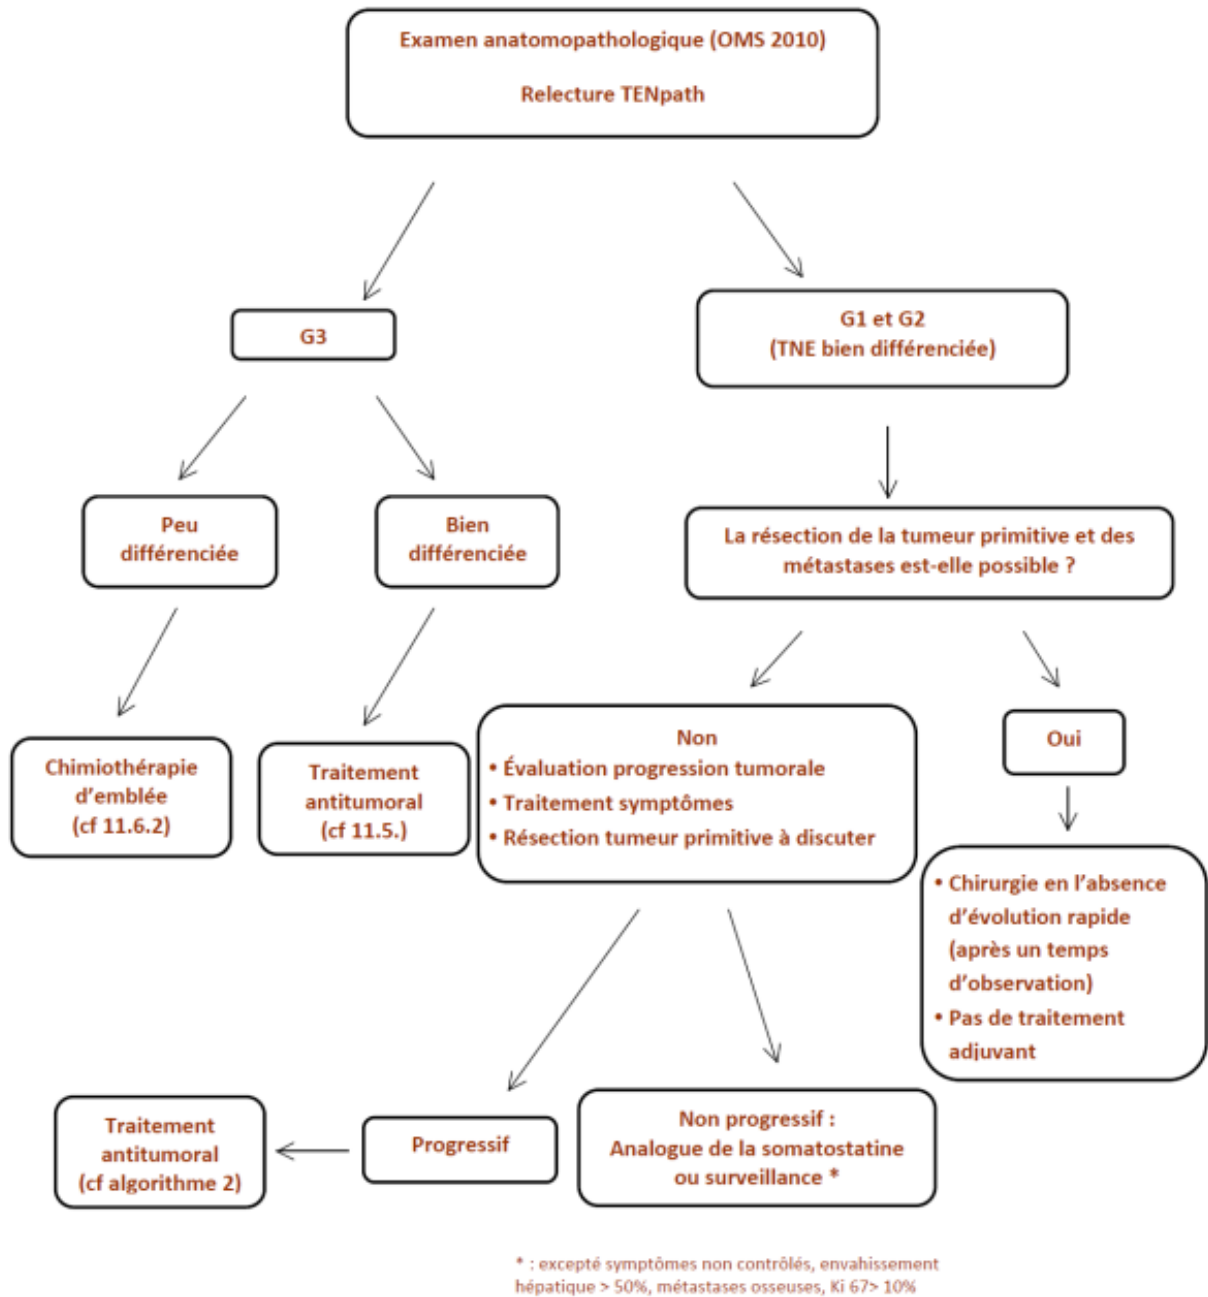 Examen anatomopathologique (OMS 2010)
Relecture TENpath
G3
G1 et G2
(TNE bien différenciée)
Peu
différenciée
Bien
différenciée
La résection de la tumeur primitive et des
métastases est-elle possible ?
Chimiothérapie
d'emblée
(cf 11.6.2)
Traitement
antitumoral
(cf 11.5.)
Non
• Évaluation progression tumorale
• Traitement symptômes
• Résection tumeur primitive à discuter
Oui
• Chirurgie en l'absence
d'évolution rapide
(après un temps
d'observation)
• Pas de traitement
adjuvant
Traitement
antitumoral
(cf algorithme 2)
Progressif
Non progressif :
Analogue de la somatostatine
ou surveillance *
* : excepté symptômes non contrôlés, envahissement
hépatique > 50%, métastases osseuses, Ki 67> 10%